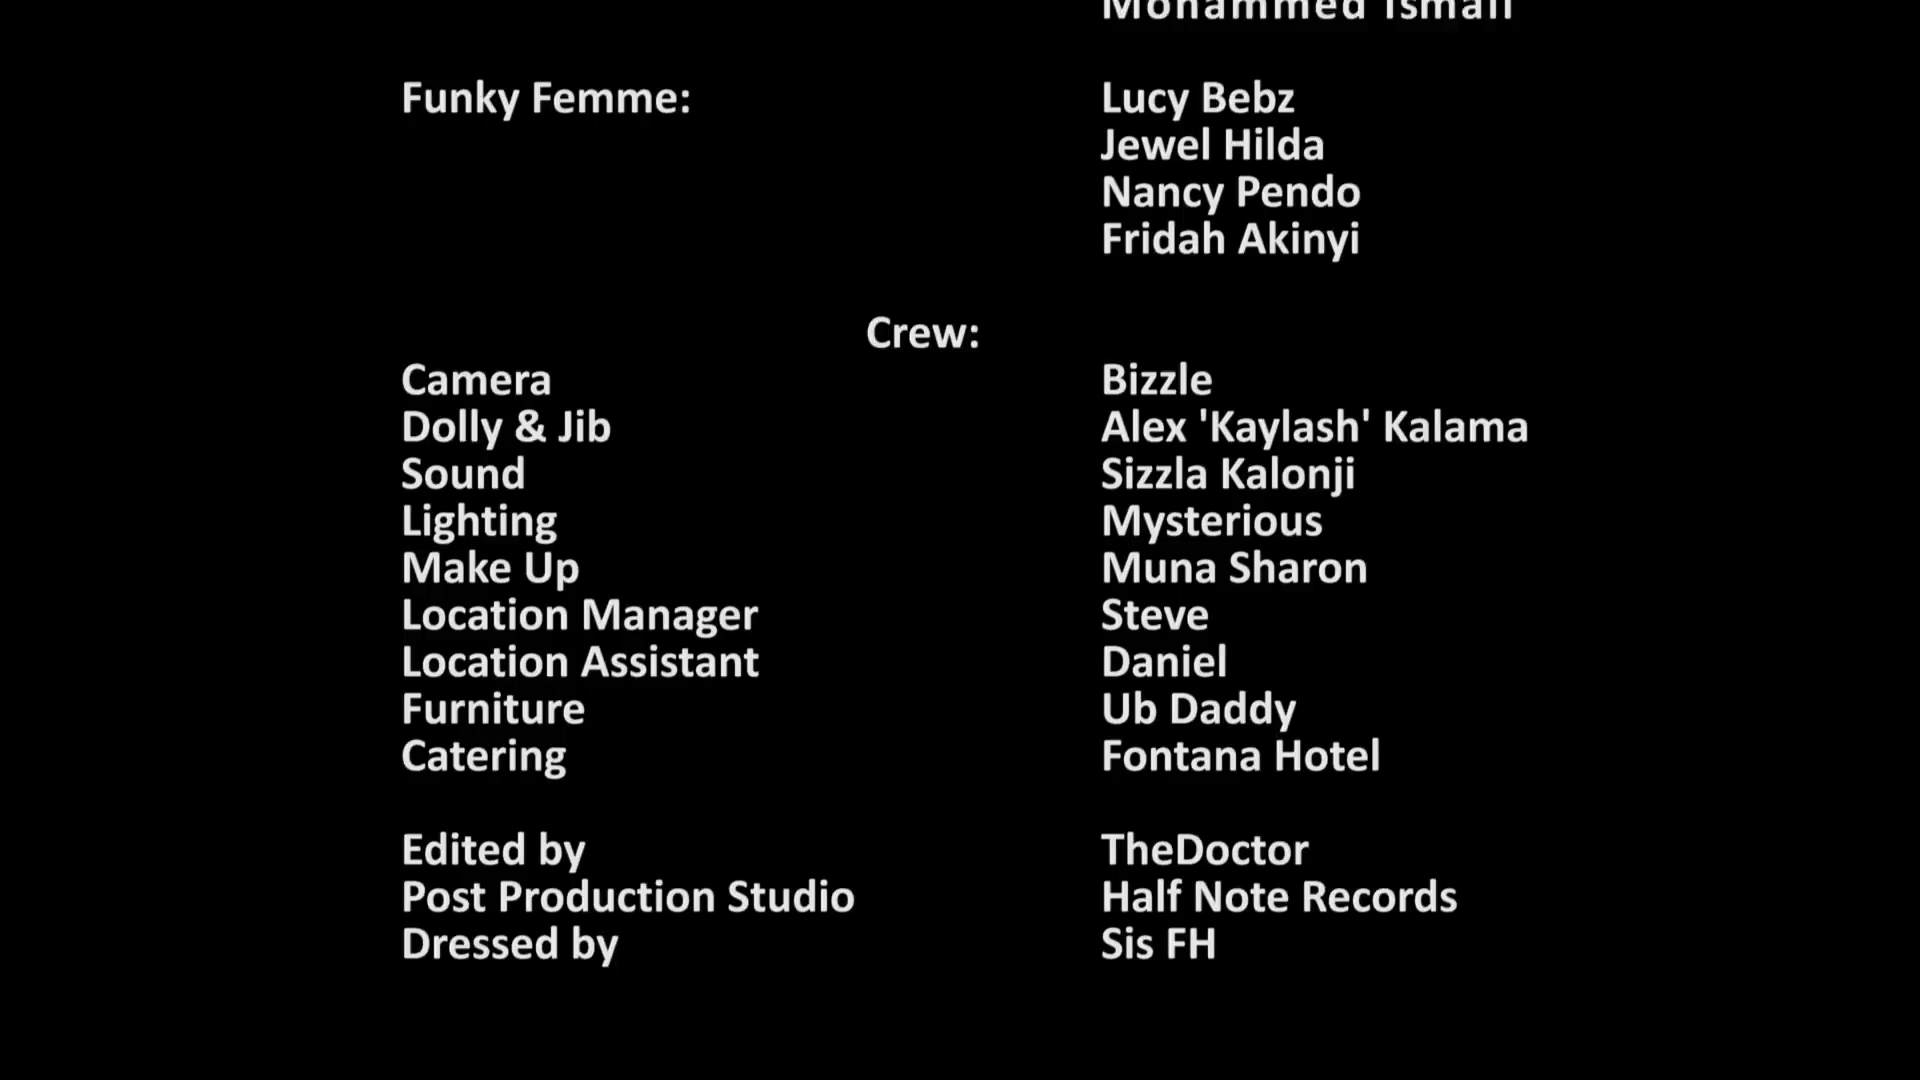 Mohammed Ismail
Funky Femme: Lucy Bebz
Jewel Hilda
Nancy Pendo
Fridah Akinyi
Crew:
Camera Bizzle
Dolly & Jib Alex 'Kaylash' Kalama
Sound Sizzla Kalonji
Lighting Mysterious
Make Up Muna Sharon
Location Manager Steve
Location Assistant Daniel
Furniture Ub Daddy
Catering Fontana Hotel
Edited by TheDoctor
Post Production Studio Half Note Records
Dressed by Sis FH